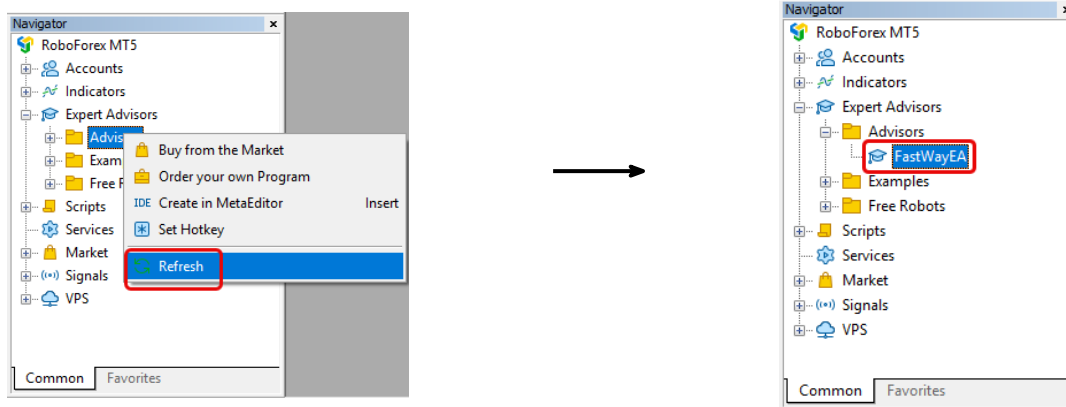 Navigator
RoboForex MT5
Accounts
Indicators
Expert Advisors
Advis
Exam
Free
Scripts
Services
Market
Signals
VPS
Buy from the Market
Order your own Program
IDE Create in MetaEditor Insert
Set Hotkey
Refresh
Common Favorites
Navigator
RoboForex MT5
Accounts
Indicators
Expert Advisors
Advisors
FastWayEA
Examples
Free Robots
Scripts
Services
Market
Signals
VPS
Common Favorites